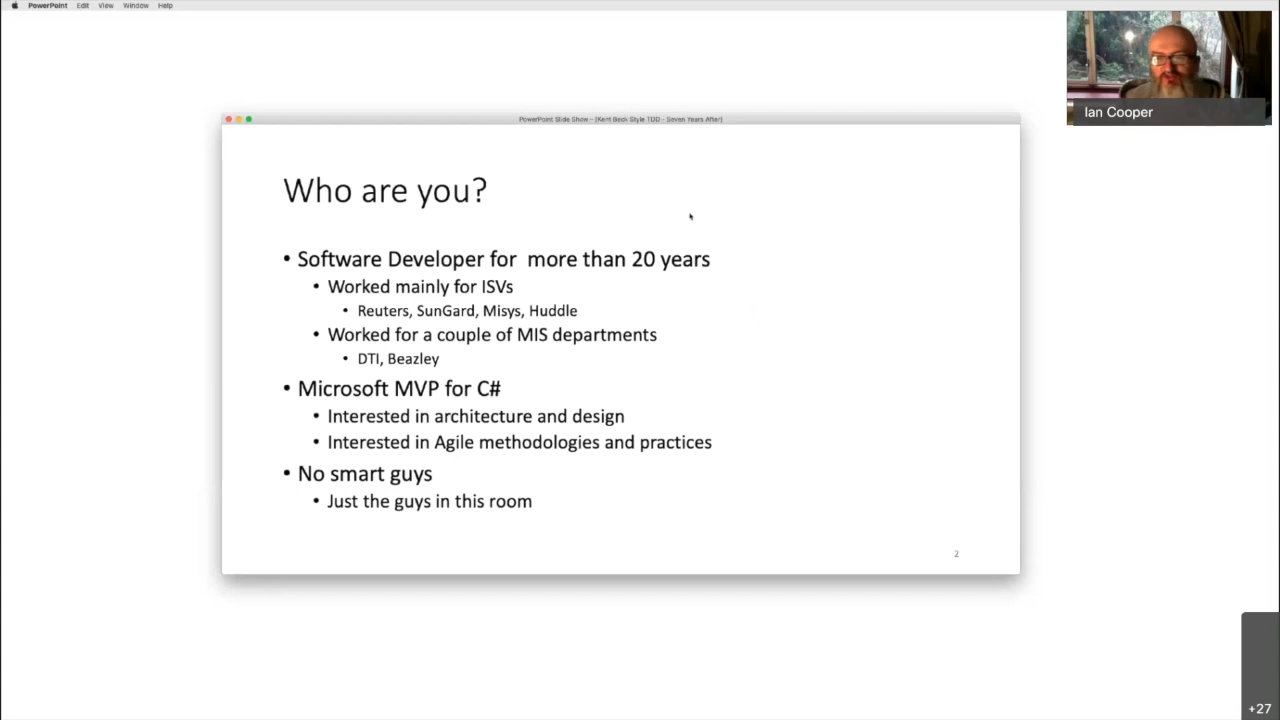 PowerPoint Edit View Window Help
Ian Cooper
PowerPoint Slide Show - [Kent Beck Style TDD - Seven Years After]
Who are you?
• Software Developer for more than 20 years
• Worked mainly for ISVs
• Reuters, SunGard, Misys, Huddle
• Worked for a couple of MIS departments
• DTI, Beazley
• Microsoft MVP for C#
• Interested in architecture and design
• Interested in Agile methodologies and practices
• No smart guys
• Just the guys in this room
2
+27